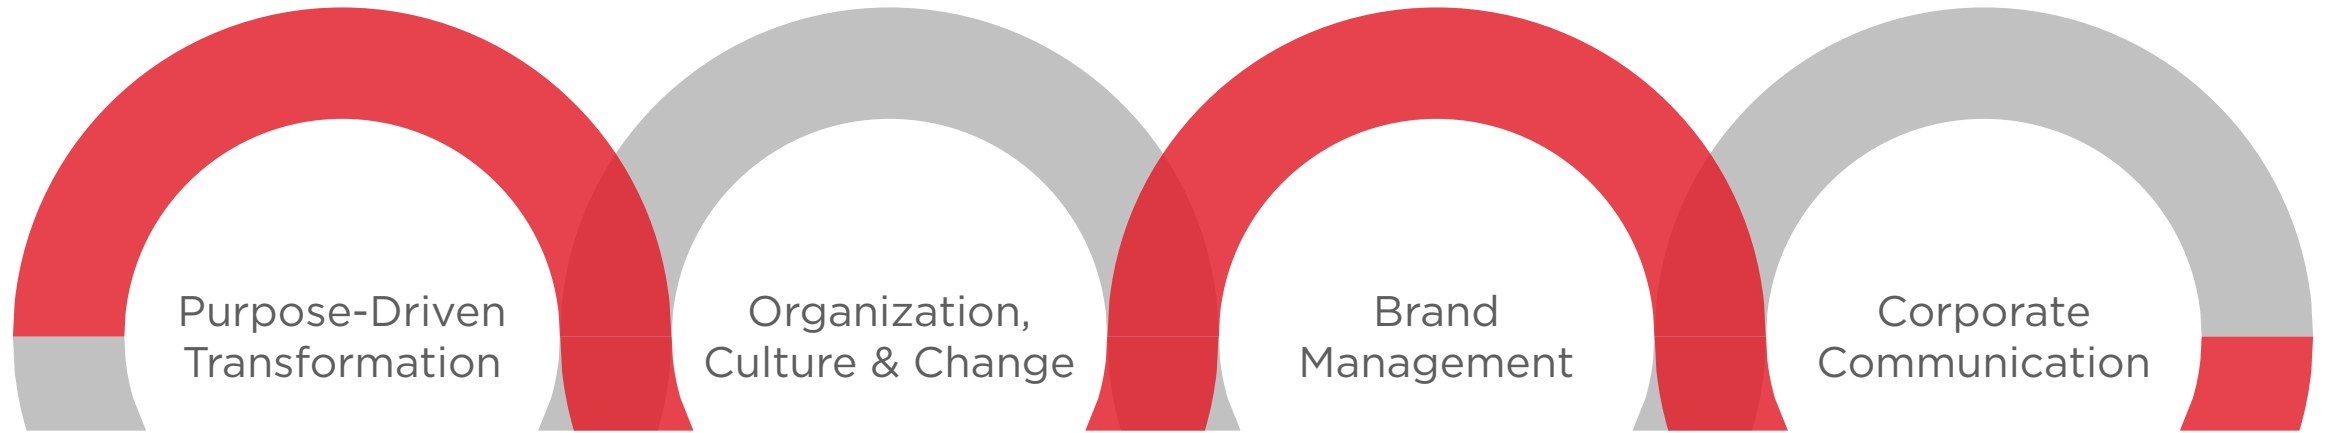 Purpose-Driven
Transformation
Organization,
Culture & Change
Brand
Management
Corporate
Communication